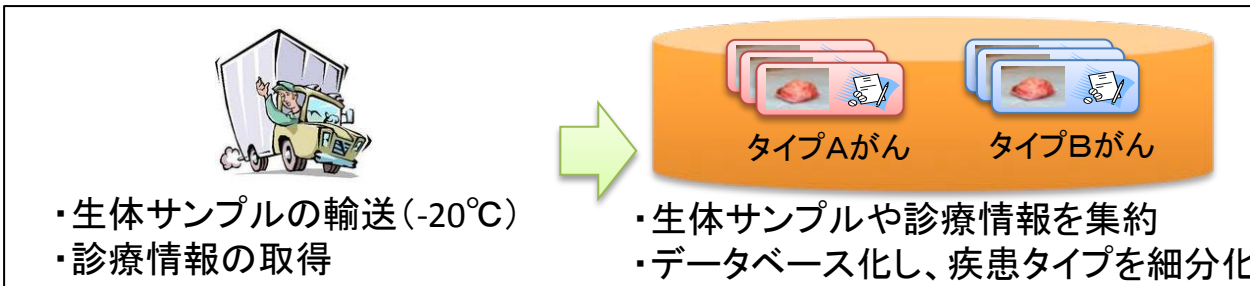 タイプAがん
タイプBがん
・生体サンプルの輸送(-20℃)
・診療情報の取得
・生体サンプルや診療情報を集約
・データベース化し、疾患タイプを細分化